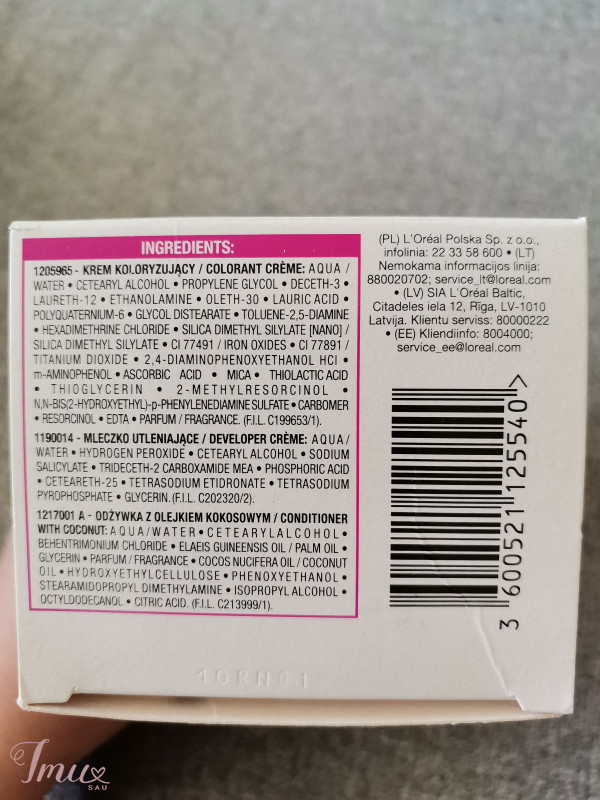 INGREDIENTS:
1205965 - KREM KOLORYZUJĄCY / COLORANT CRÈME: AQUA /
WATER • CETEARYL ALCOHOL • PROPYLENE GLYCOL • DECETH-3
• LAURETH-12 • ETHANOLAMINE • OLETH-30 • LAURIC ACID •
POLYQUATERNIUM-6 • GLYCOL DISTEARATE • TOLUENE-2,5-DIAMINE
• HEXADIMETHRINE CHLORIDE • SILICA DIMETHYL SILYLATE [NANO] /
SILICA DIMETHYL SILYLATE • CI 77491 / IRON OXIDES • CI 77891 /
TITANIUM DIOXIDE • 2,4-DIAMINOPHENOXYETHANOL HCl •
m-AMINOPHENOL • ASCORBIC ACID • MICA • THIOLACTIC ACID
• THIOGLYCERIN • 2-METHYLRESORCINOL •
N,N-BIS(2-HYDROXYETHYL)-p-PHENYLENEDIAMINE SULFATE • CARBOMER
• RESORCINOL • EDTA • PARFUM / FRAGRANCE. (F.I.L. C199653/1).
1190014 - MLECZKO UTLENIAJĄCE / DEVELOPER CRÈME: AQUA /
WATER • HYDROGEN PEROXIDE • CETEARYL ALCOHOL • SODIUM
SALICYLATE • TRIDECETH-2 CARBOXAMIDE MEA • PHOSPHORIC ACID
• CETEARETH-25 • TETRASODIUM ETIDRONATE • TETRASODIUM
PYROPHOSPHATE • GLYCERIN. (F.I.L. C202320/2).
1217001 A - ODŻYWKA Z OLEJKIEM KOKOSOWYM / CONDITIONER
WITH COCONUT: AQUA / WATER • CETEARYL ALCOHOL •
BEHENTRIMONIUM CHLORIDE • ELAEIS GUINEENSIS OIL / PALM OIL •
GLYCERIN • PARFUM / FRAGRANCE • COCOS NUCIFERA OIL / COCONUT
OIL • HYDROXYETHYLCELLULOSE • PHENOXYETHANOL •
STEARAMIDOPROPYL DIMETHYLAMINE • ISOPROPYL ALCOHOL •
OCTYLDODECANOL • CITRIC ACID. (F.I.L. C213999/1).
(PL) L'Oréal Polska Sp. z o.o.,
infolinia: 22 33 58 600 • (LT)
Nemokama informacijos linija:
880020702; service_lt@loreal.com
• (LV) SIA L'Oréal Baltic,
Citadeles iela 12, Rīga, LV-1010
Latvija. Klientu serviss: 80000222
• (EE) Kliendiinfo: 8004000;
service_ee@loreal.com
3 600521 125540 >
Imu
SAU